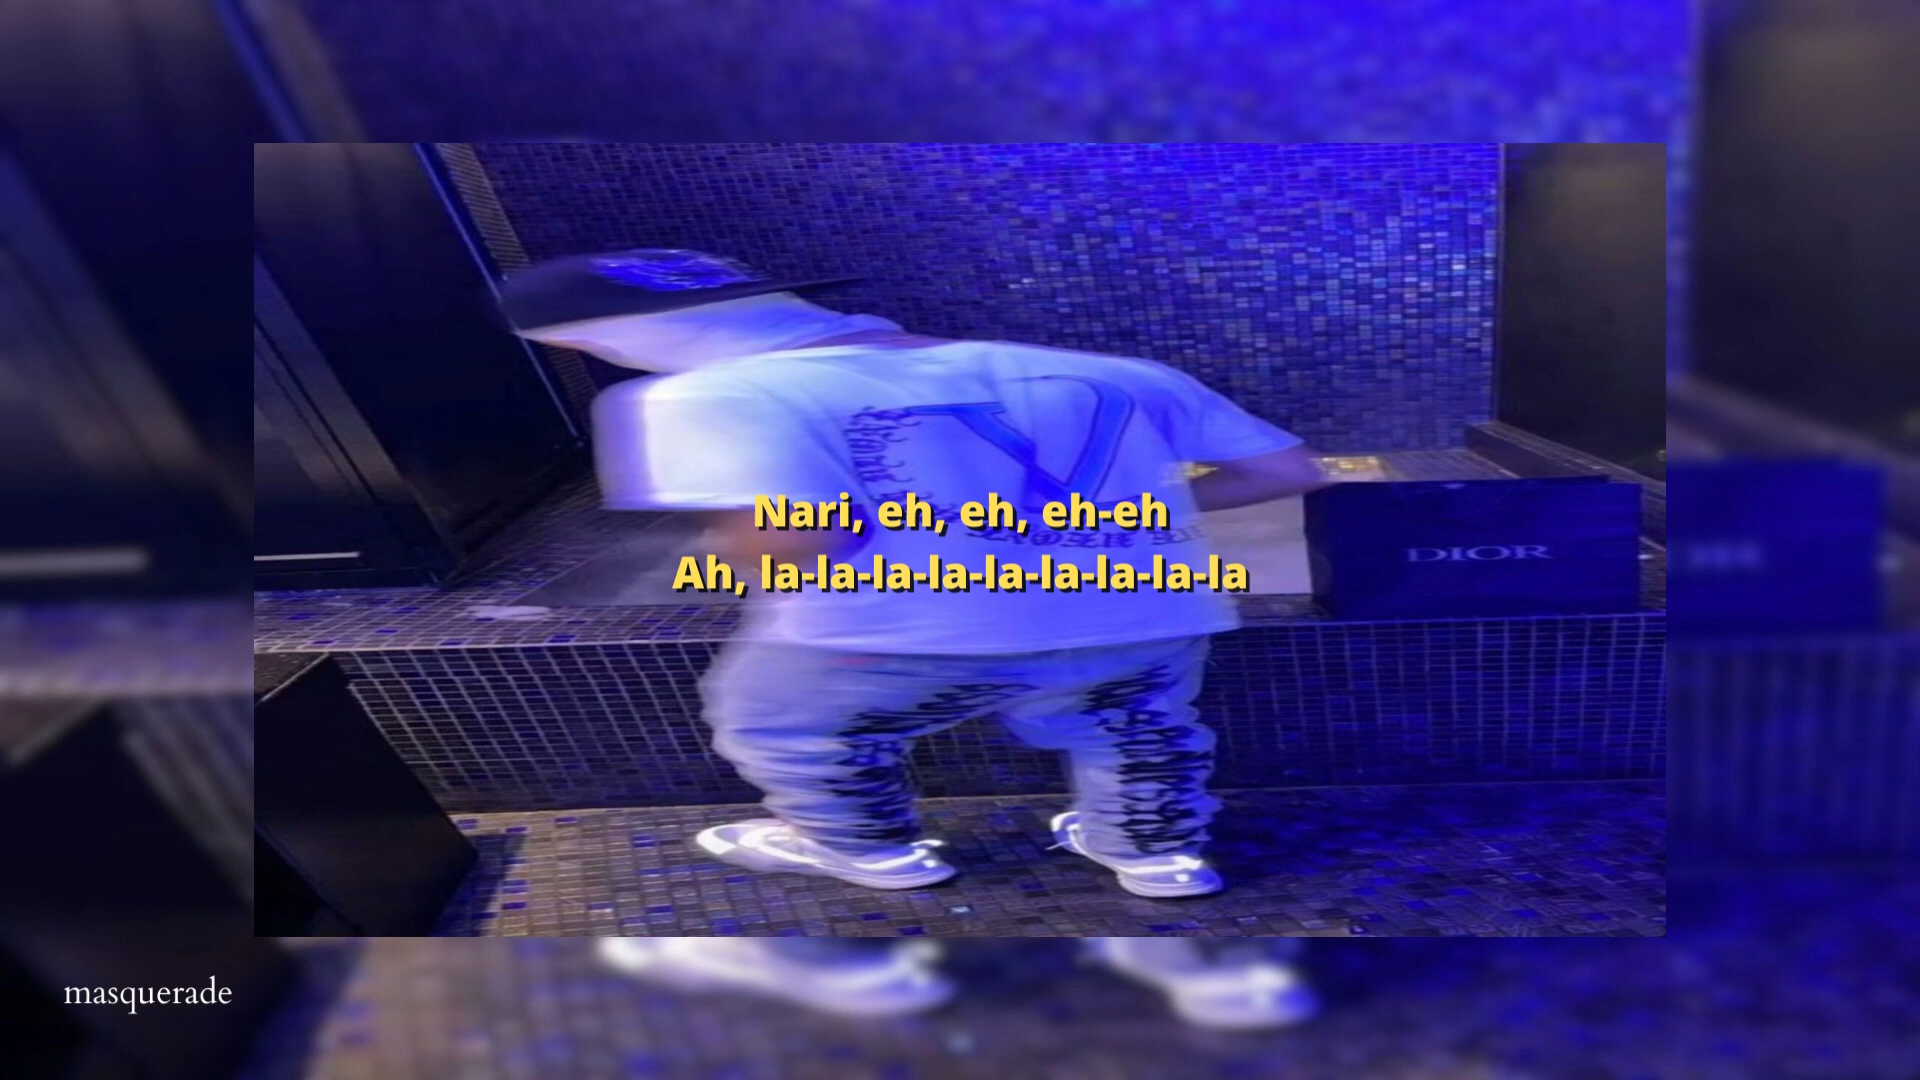 Nari, eh, eh, eh-eh
Ah, la-la-la-la-la-la-la-la-la
DIOR
masquerade